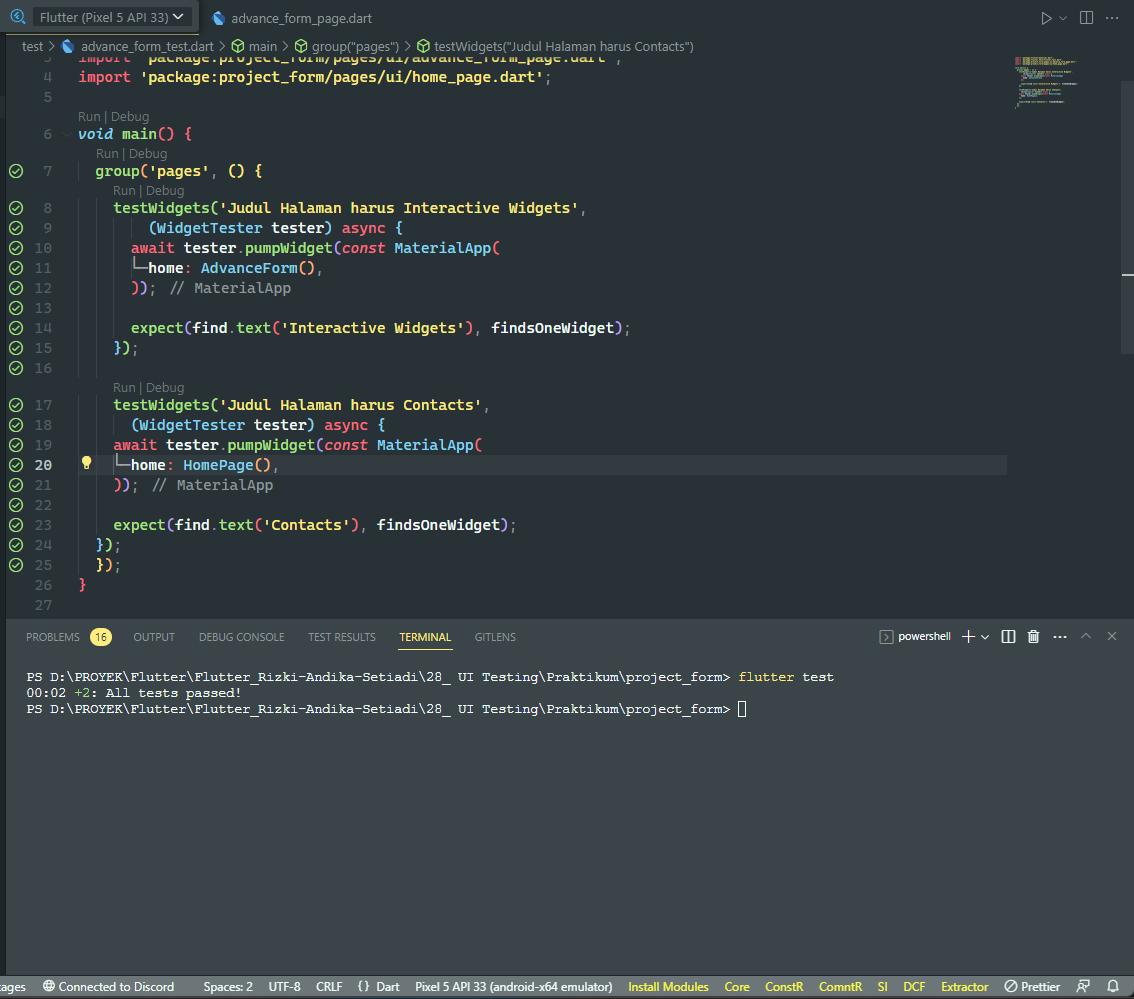 Flutter (Pixel 5 API 33) advance_form_page.dart
test > advance_form_test.dart > main > group("pages") > testWidgets("Judul Halaman harus Contacts")
3 import 'package:project_form/pages/ui/advance_form_page.dart';
4 import 'package:project_form/pages/ui/home_page.dart';
5
Run | Debug
6 void main() {
Run | Debug
7 group('pages', () {
Run | Debug
8 testWidgets('Judul Halaman harus Interactive Widgets',
9 (WidgetTester tester) async {
10 await tester.pumpWidget(const MaterialApp(
11 home: AdvanceForm(),
12 )); // MaterialApp
13
14 expect(find.text('Interactive Widgets'), findsOneWidget);
15 });
16
Run | Debug
17 testWidgets('Judul Halaman harus Contacts',
18 (WidgetTester tester) async {
19 await tester.pumpWidget(const MaterialApp(
20 home: HomePage(),
21 )); // MaterialApp
22
23 expect(find.text('Contacts'), findsOneWidget);
24 });
25 });
26 }
27
PROBLEMS 16 OUTPUT DEBUG CONSOLE TEST RESULTS TERMINAL GITLENS powershell
PS D:\PROYEK\Flutter\Flutter_Rizki-Andika-Setiadi\28_ UI Testing\Praktikum\project_form> flutter test
00:02 +2: All tests passed!
PS D:\PROYEK\Flutter\Flutter_Rizki-Andika-Setiadi\28_ UI Testing\Praktikum\project_form>
Connected to Discord Spaces: 2 UTF-8 CRLF {} Dart Pixel 5 API 33 (android-x64 emulator) Install Modules Core ConstR ComntR SI DCF Extractor Prettier